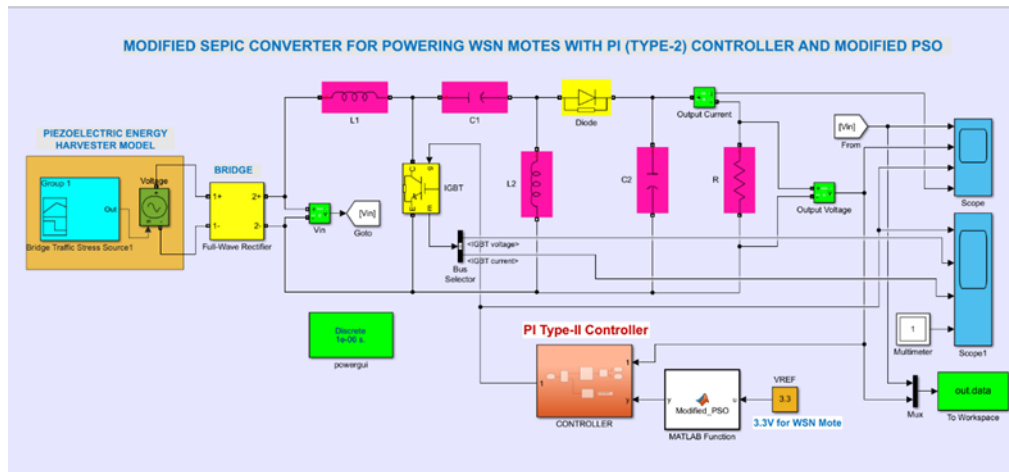 MODIFIED SEPIC CONVERTER FOR POWERING WSN MOTES WITH PI (TYPE-2) CONTROLLER AND MODIFIED PSO
L1
C1
Diode
Output Current
[Vin]
From
PIEZOELECTRIC ENERGY
HARVESTER MODEL
BRIDGE
Group 1
Out
Bridge Traffic Stress Source1
Voltage
1+
2+
1-
2-
Full-Wave Rectifier
Vin
[Vin]
Goto
IGBT
L2
C2
R
Output Voltage
Scope
<IGBT voltage>
<IGBT current>
Bus
Selector
Discrete
1e-06 s.
powergui
PI Type-II Controller
1
1
y
CONTROLLER
y
Modified_PSO
u
MATLAB Function
VREF
3.3
3.3V for WSN Mote
1
Multimeter
Scope1
Mux
out.data
To Workspace